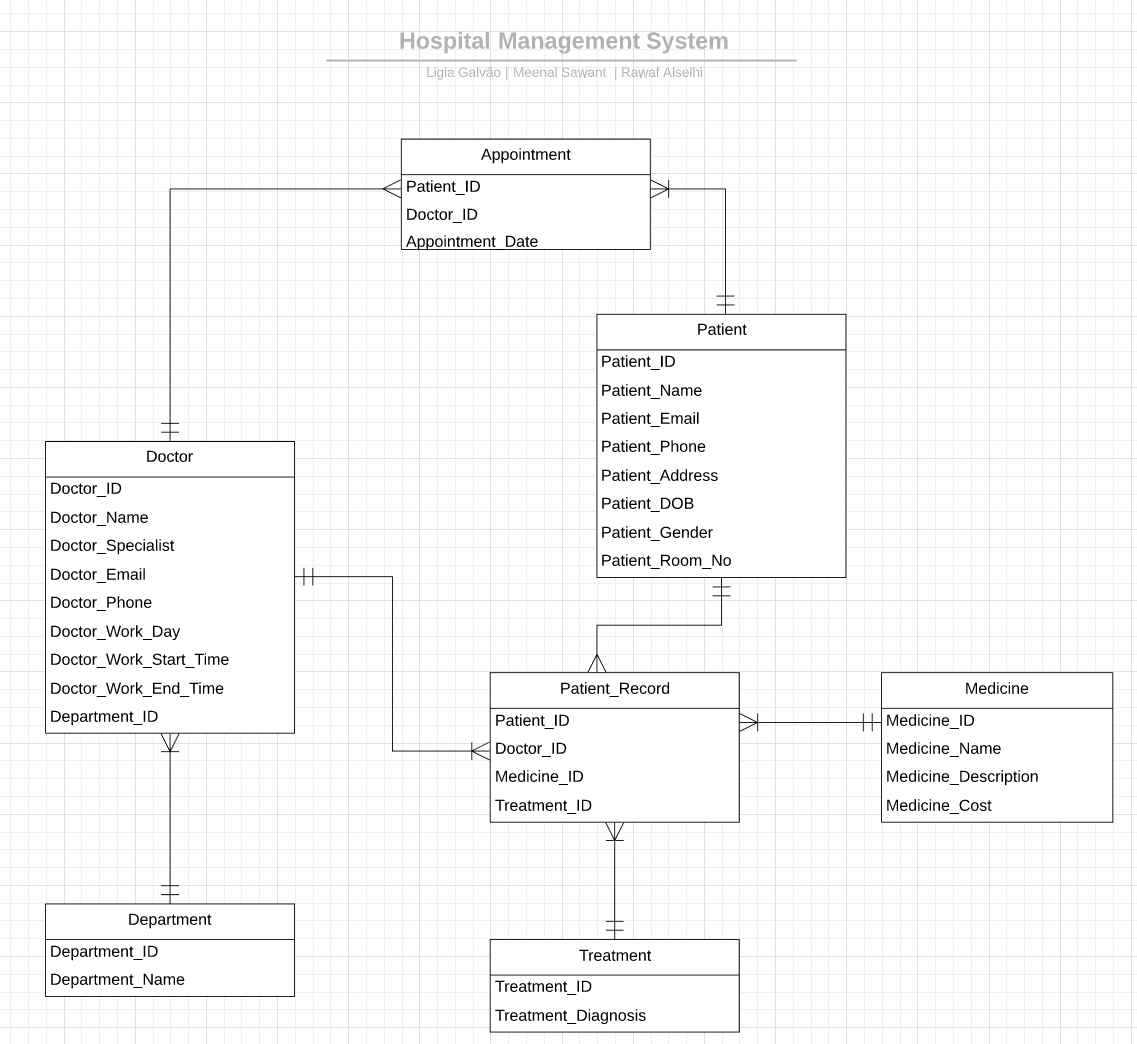 Hospital Management System
Ligia Galvão | Meenal Sawant | Rawaf Alselhi
Appointment
Patient_ID
Doctor_ID
Appointment_Date
Patient
Patient_ID
Patient_Name
Patient_Email
Patient_Phone
Patient_Address
Patient_DOB
Patient_Gender
Patient_Room_No
Doctor
Doctor_ID
Doctor_Name
Doctor_Specialist
Doctor_Email
Doctor_Phone
Doctor_Work_Day
Doctor_Work_Start_Time
Doctor_Work_End_Time
Department_ID
Patient_Record
Patient_ID
Doctor_ID
Medicine_ID
Treatment_ID
Medicine
Medicine_ID
Medicine_Name
Medicine_Description
Medicine_Cost
Department
Department_ID
Department_Name
Treatment
Treatment_ID
Treatment_Diagnosis